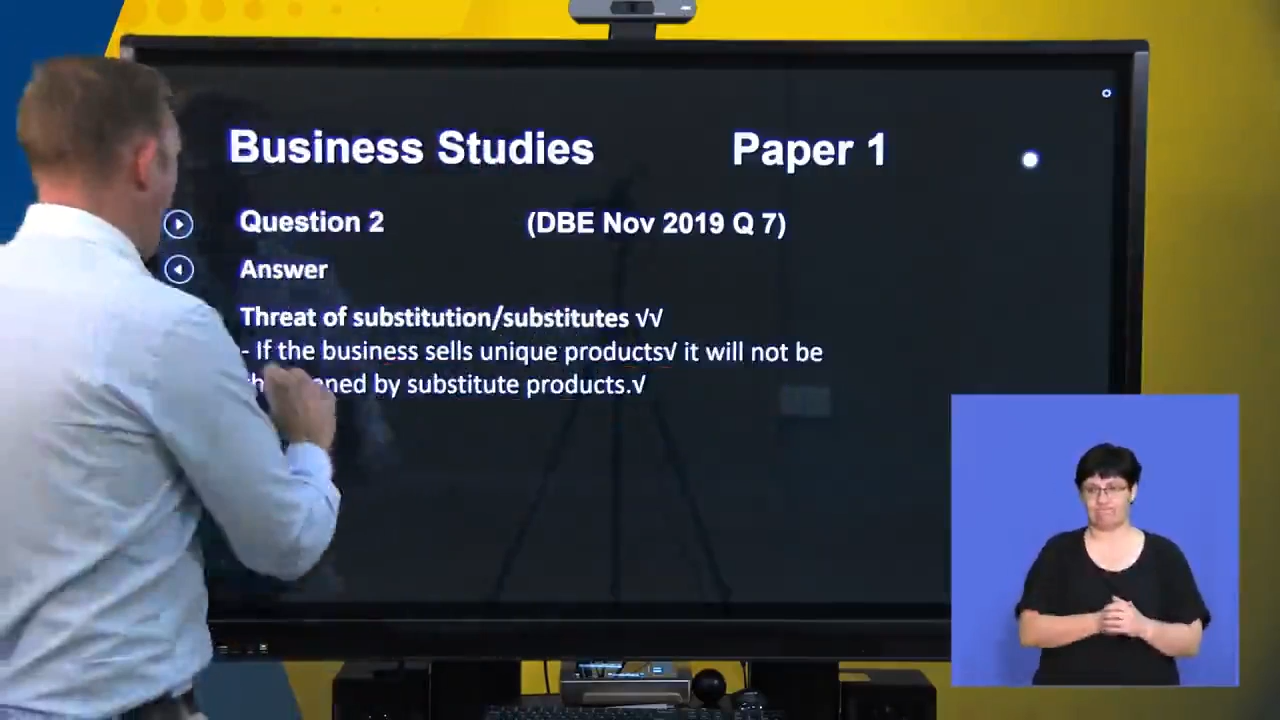 Business Studies Paper 1
Question 2 (DBE Nov 2019 Q 7)
Answer
Threat of substitution/substitutes √√
- If the business sells unique products√ it will not be
by substitute products.√